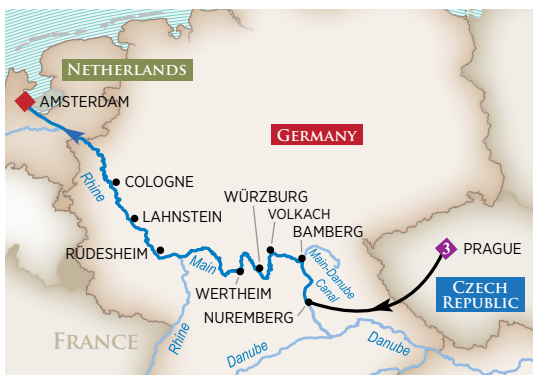 NETHERLANDS
AMSTERDAM
GERMANY
Rhine
COLOGNE
WÜRZBURG
LAHNSTEIN
VOLKACH
BAMBERG
RÜDESHEIM
Main
Main-Danube
Canal
3
PRAGUE
WERTHEIM
CZECH
REPUBLIC
NUREMBERG
FRANCE
Rhine
Danube
Danube